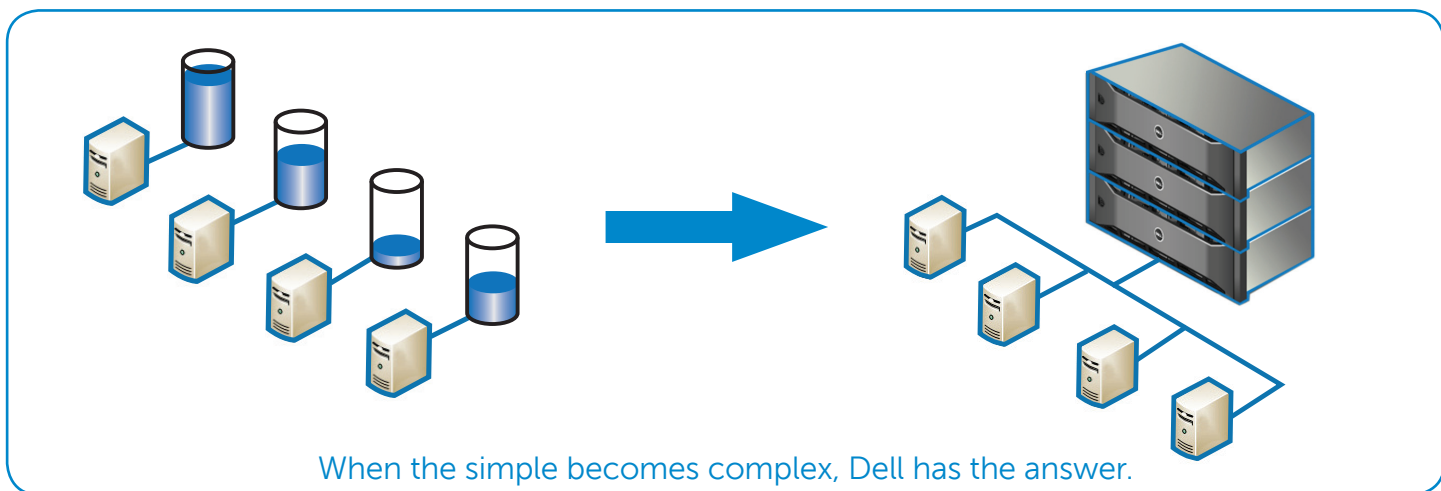 When the simple becomes complex, Dell has the answer.